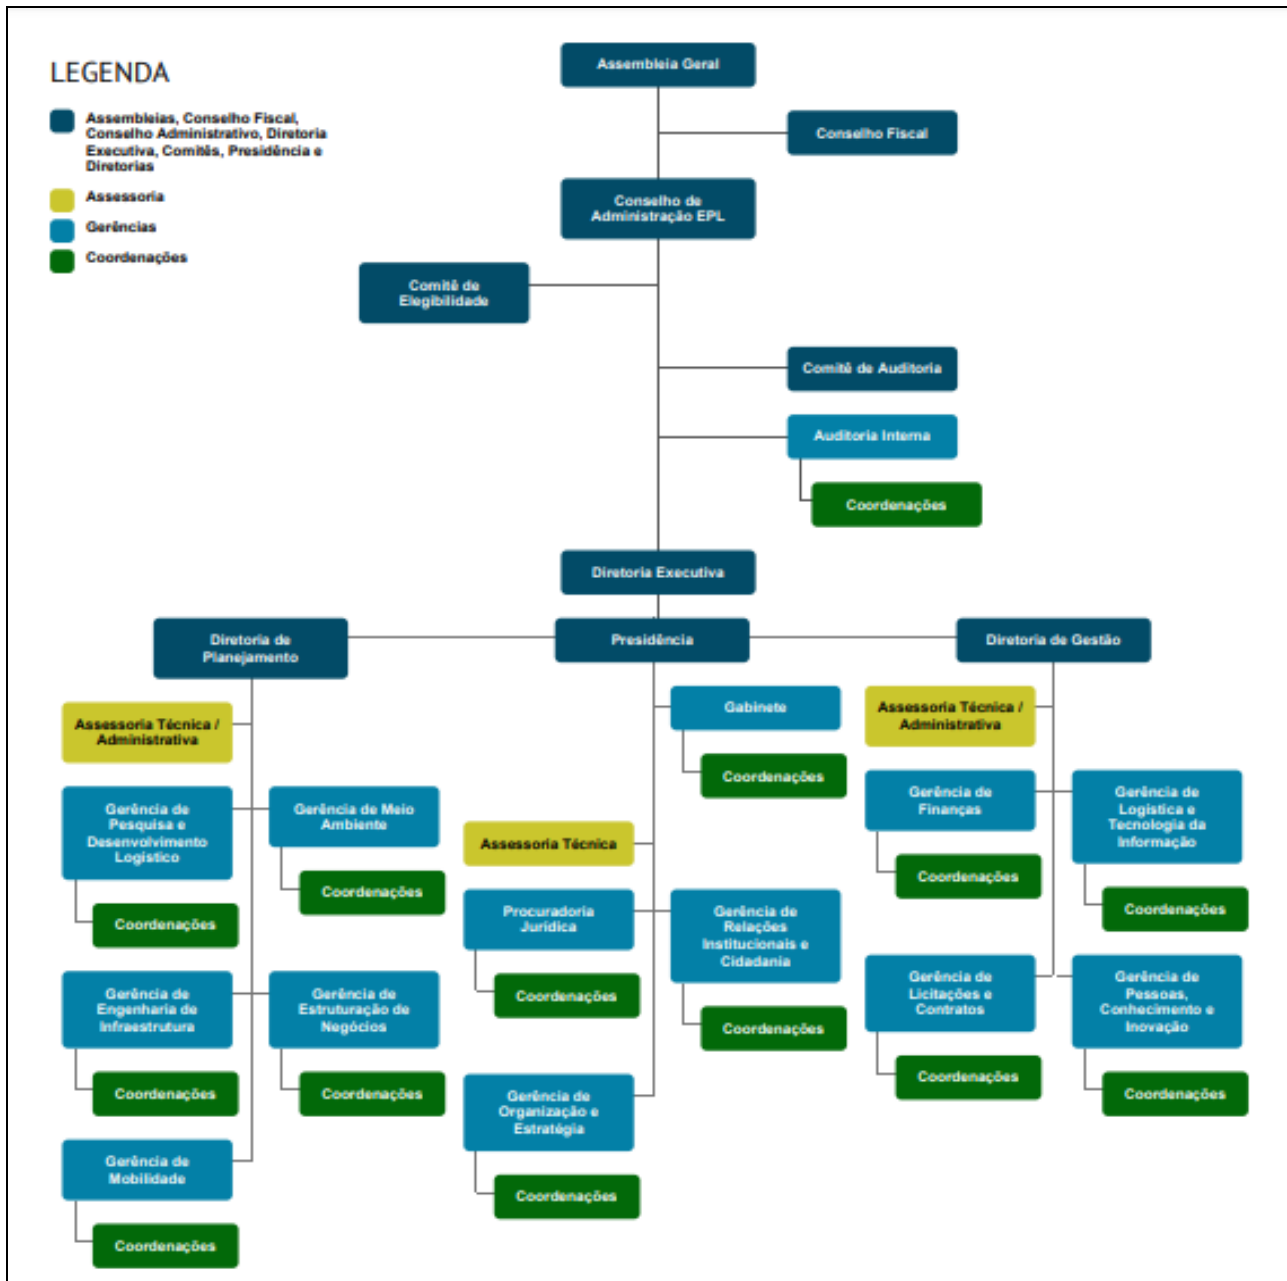 LEGENDA
Assembleias, Conselho Fiscal,
Conselho Administrativo, Diretoria
Executiva, Comitês, Presidência e
Diretorias
Assessoria
Gerências
Coordenações
Assembleia Geral
Conselho Fiscal
Conselho de
Administração EPL
Comitê de
Elegibilidade
Comitê de Auditoria
Auditoria Interna
Coordenações
Diretoria Executiva
Diretoria de
Planejamento
Presidência
Diretoria de Gestão
Assessoria Técnica /
Administrativa
Gerência de
Pesquisa e
Desenvolvimento
Logístico
Coordenações
Gerência de Meio
Ambiente
Coordenações
Gerência de
Engenharia de
Infraestrutura
Coordenações
Gerência de
Estruturação de
Negócios
Coordenações
Gerência de
Mobilidade
Coordenações
Gabinete
Coordenações
Assessoria Técnica
Procuradoria
Jurídica
Coordenações
Gerência de
Relações
Institucionais e
Cidadania
Coordenações
Gerência de
Organização e
Estratégia
Coordenações
Assessoria Técnica /
Administrativa
Gerência de
Finanças
Coordenações
Gerência de
Logística e
Tecnologia da
Informação
Coordenações
Gerência de
Licitações e
Contratos
Coordenações
Gerência de
Pessoas,
Conhecimento e
Inovação
Coordenações